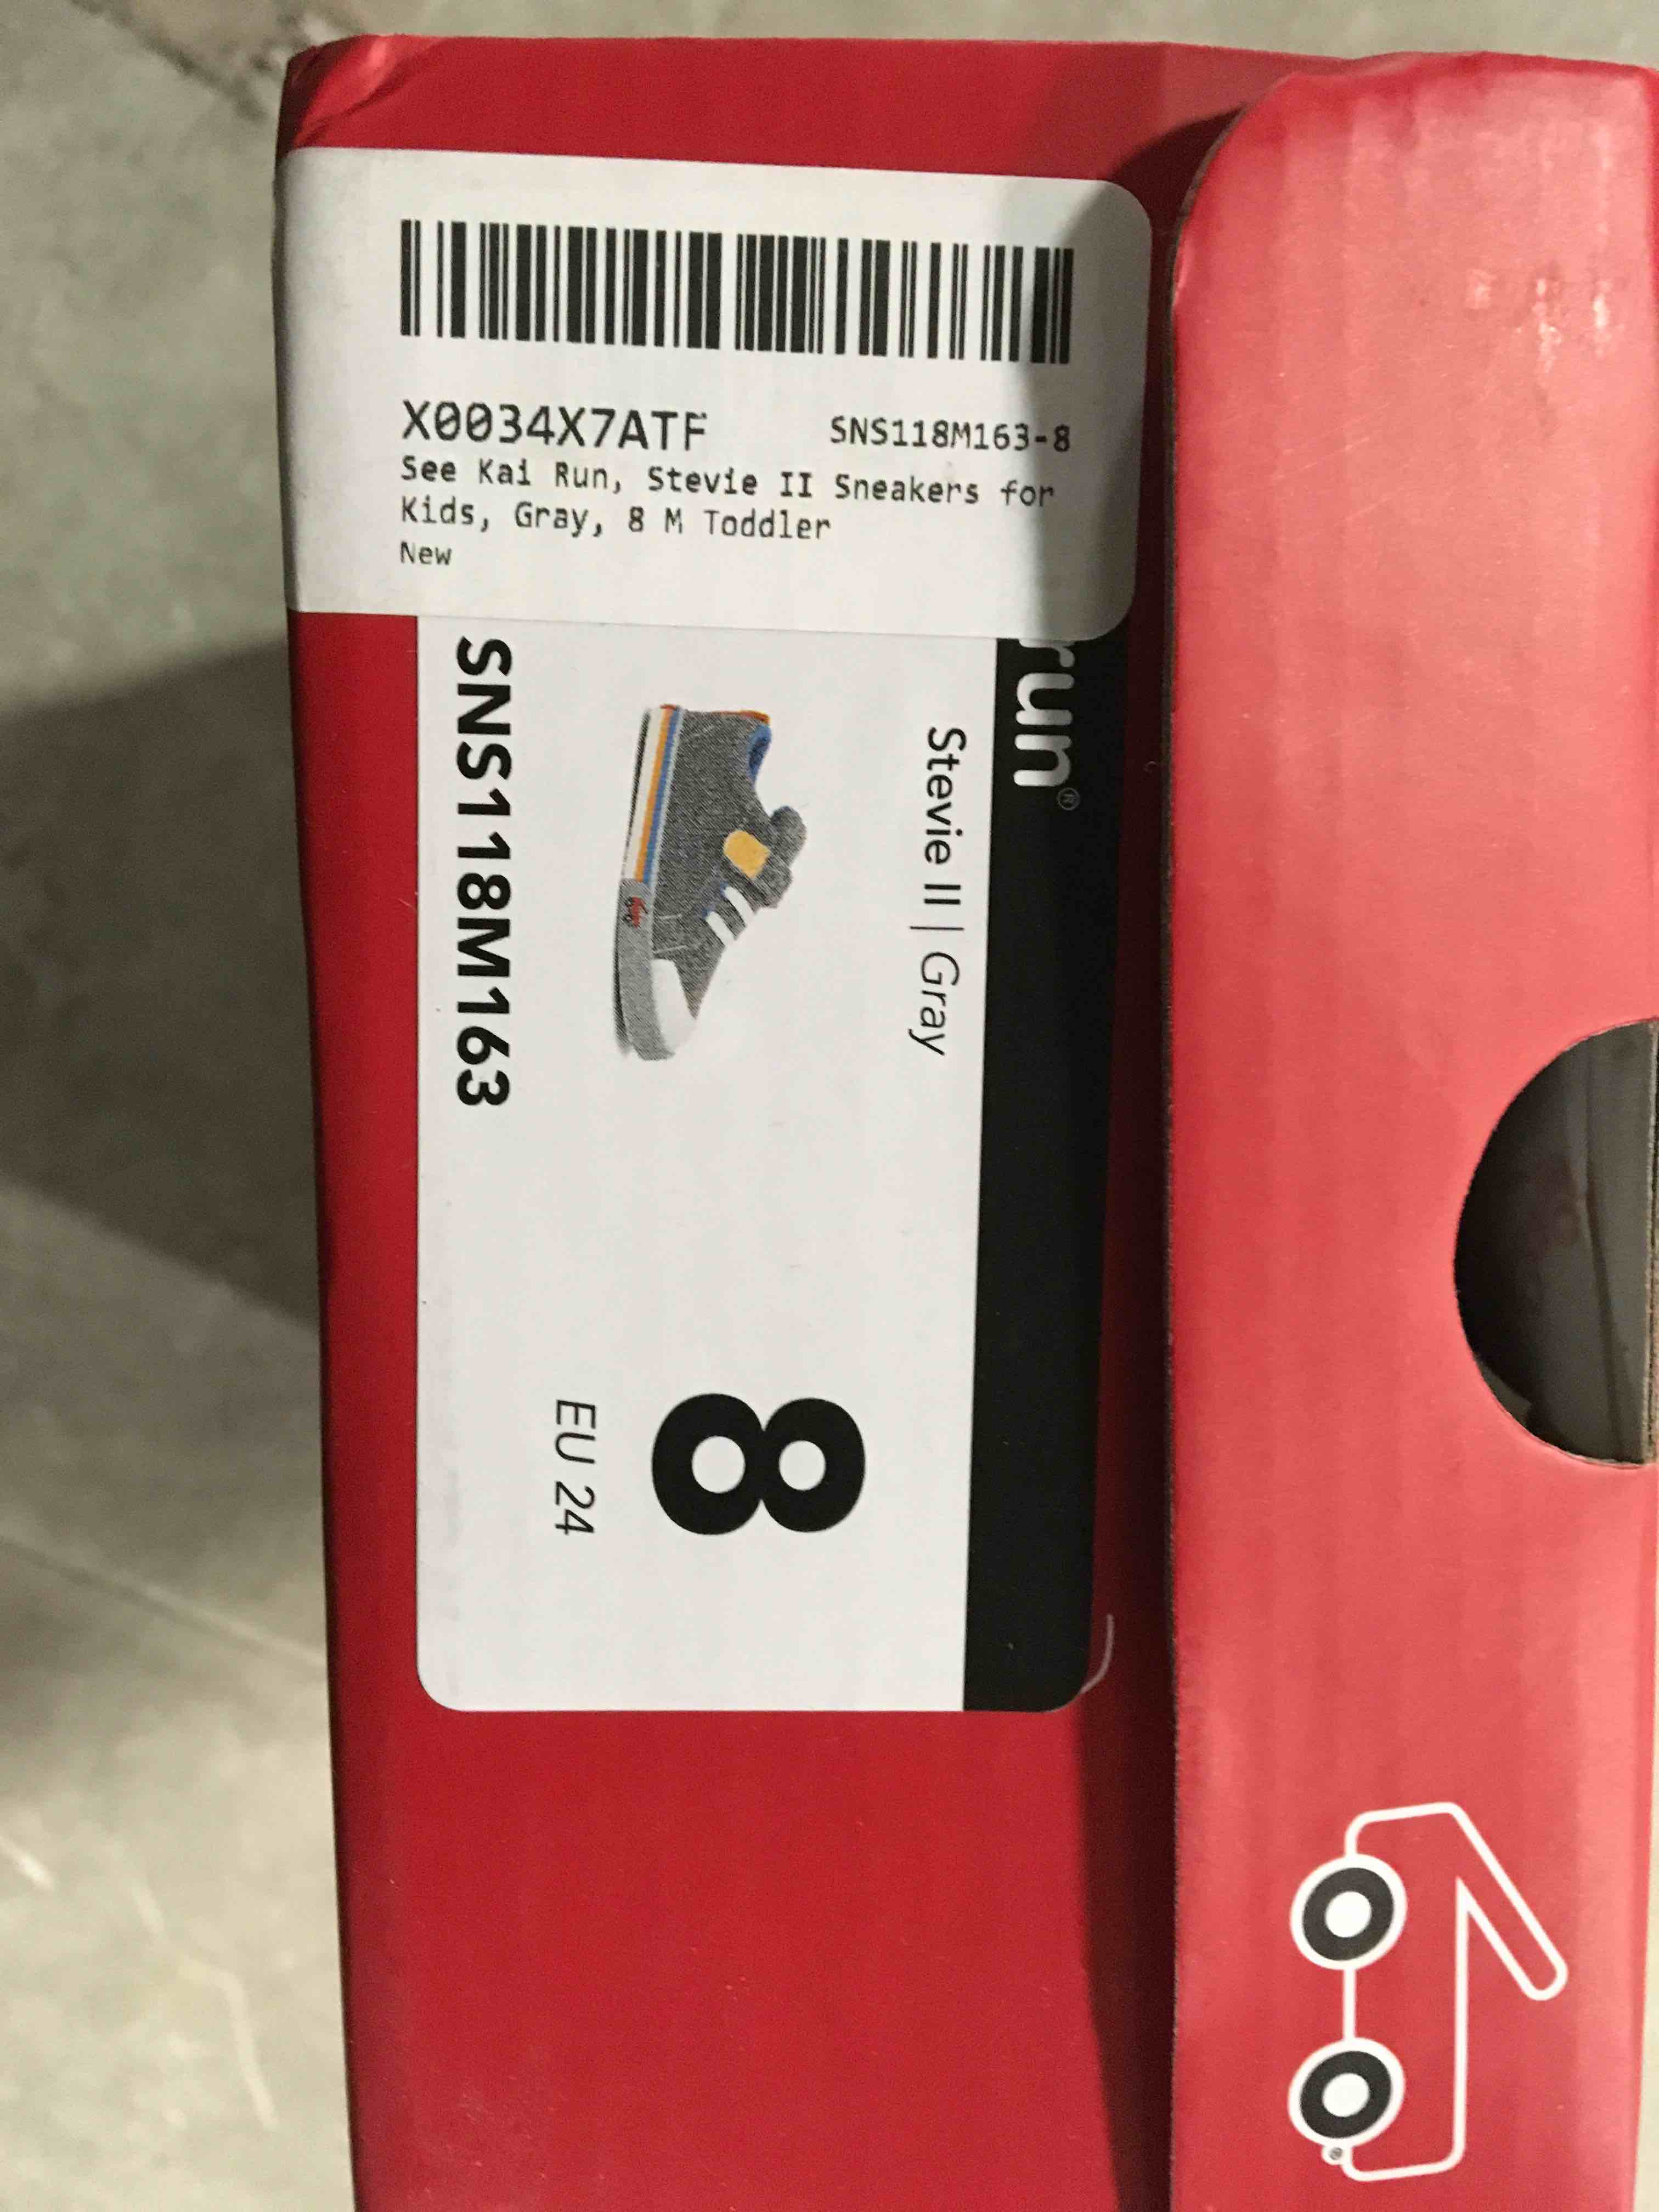 X0034X7ATF SNS118M163-8
See Kai Run, Stevie II Sneakers for
Kids, Gray, 8 M Toddler
New
run®
Stevie II | Gray
SNS118M163
8
EU 24
®